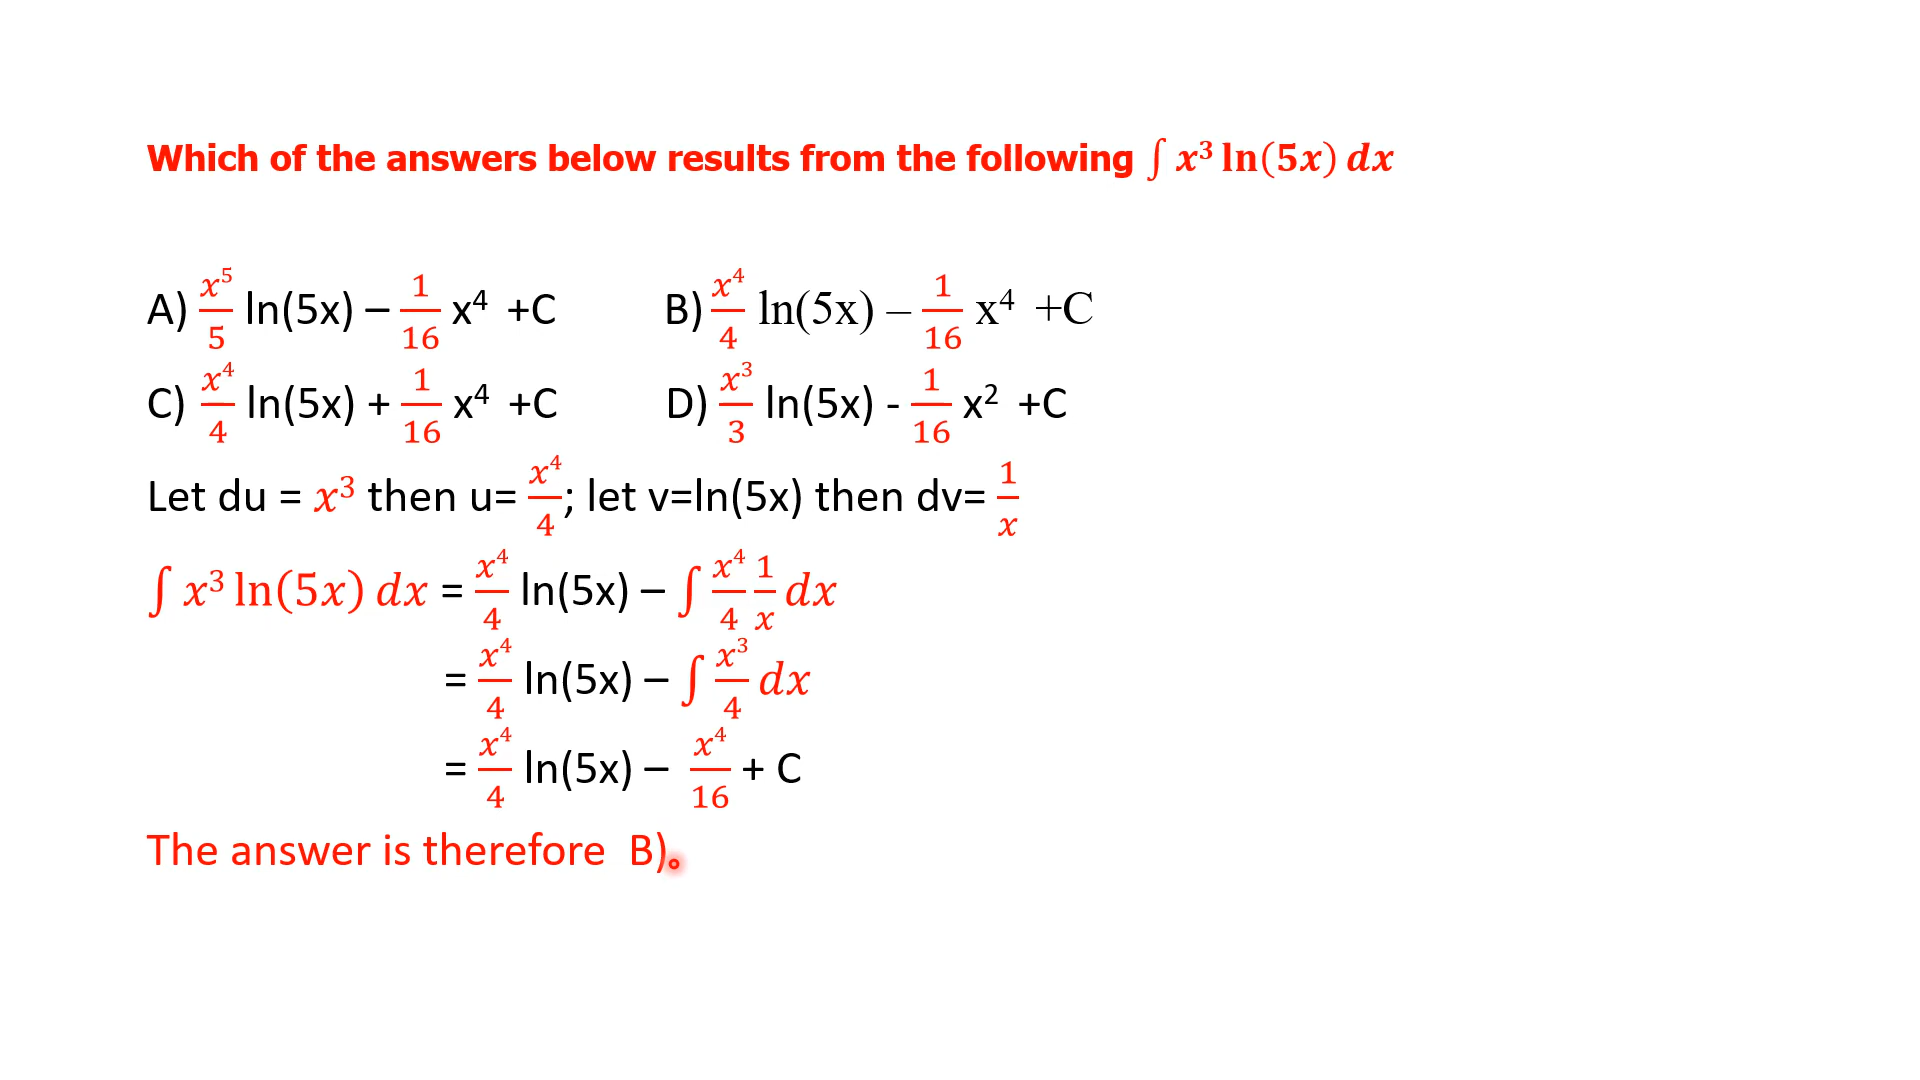 Which of the answers below results from the following ∫ x³ ln(5x) dx
A) x⁵/5 ln(5x) – 1/16 x⁴ +C B) x⁴/4 ln(5x) – 1/16 x⁴ +C
C) x⁴/4 ln(5x) + 1/16 x⁴ +C D) x³/3 ln(5x) - 1/16 x² +C
Let du = x³ then u= x⁴/4; let v=ln(5x) then dv= 1/x
∫ x³ ln(5x) dx = x⁴/4 ln(5x) – ∫ x⁴/4 1/x dx
= x⁴/4 ln(5x) – ∫ x³/4 dx
= x⁴/4 ln(5x) – x⁴/16 + C
The answer is therefore B)